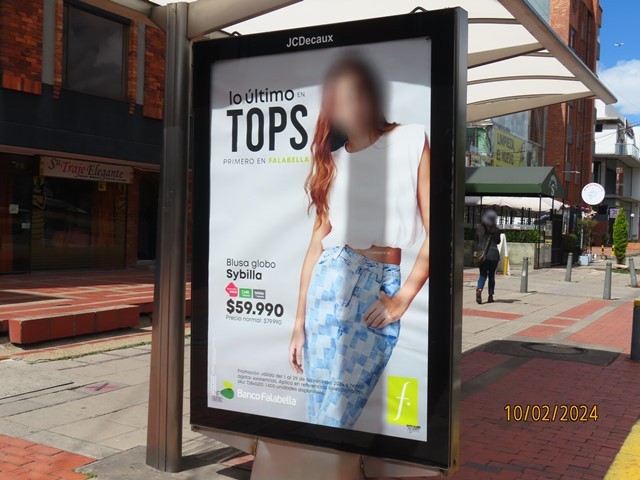 JCDecaux
lo último EN
TOPS
PRIMERO EN FALABELLA
Su Traje Elegante
Blusa globo
Sybilla
$59.990
Precio normal: $79.990
Banco Falabella
f.
10/02/2024